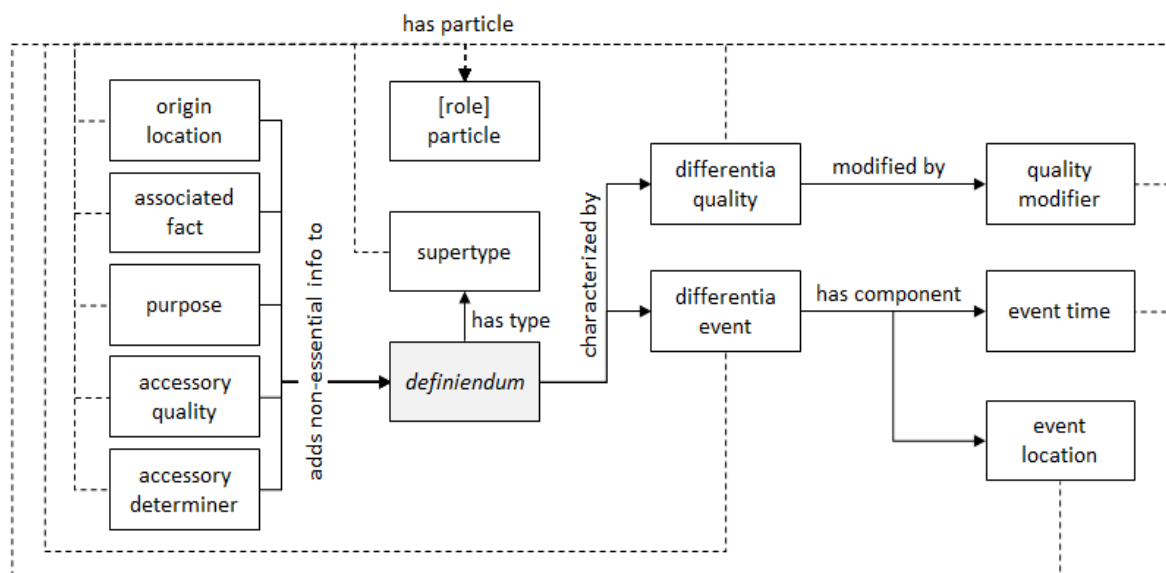 has particle
origin
location
[role]
particle
associated
fact
purpose
accessory
quality
accessory
determiner
adds non-essential info to
supertype
has type
definiendum
characterized by
differentia
quality
modified by
quality
modifier
differentia
event
has component
event time
event
location